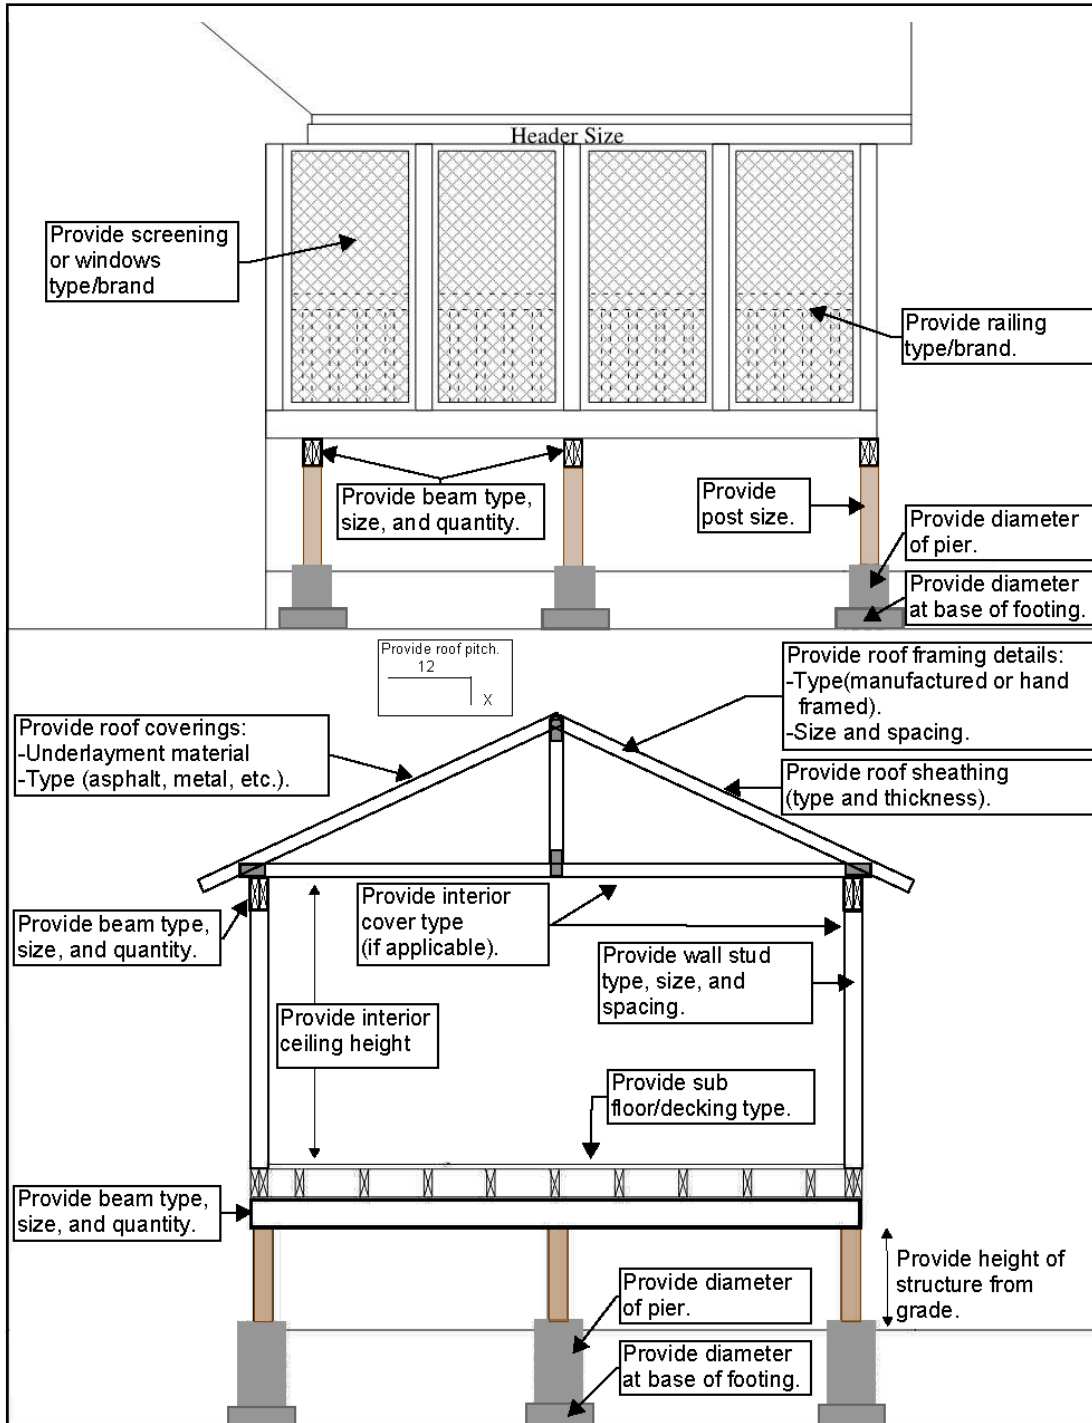 Header Size
Provide screening
or windows
type/brand
Provide railing
type/brand.
Provide beam type,
size, and quantity.
Provide
post size.
Provide diameter
of pier.
Provide diameter
at base of footing.
Provide roof pitch.
12
X
Provide roof framing details:
-Type(manufactured or hand
framed).
-Size and spacing.
Provide roof coverings:
-Underlayment material
-Type (asphalt, metal, etc.).
Provide roof sheathing
(type and thickness).
Provide beam type,
size, and quantity.
Provide interior
cover type
(if applicable).
Provide wall stud
type, size, and
spacing.
Provide interior
ceiling height
Provide sub
floor/decking type.
Provide beam type,
size, and quantity.
Provide height of
structure from
grade.
Provide diameter
of pier.
Provide diameter
at base of footing.